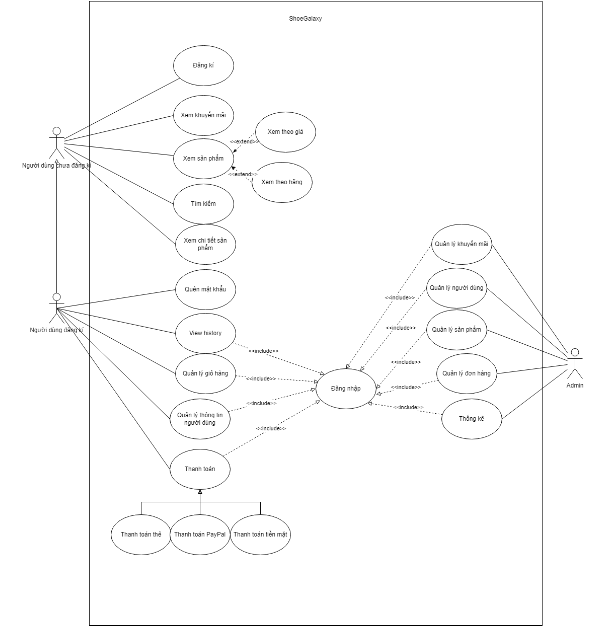 ShoeGalaxy
Đăng kí
Xem khuyến mãi
Xem theo giá
<<extend>>
Xem sản phẩm
Người dùng chưa đăng kí
<<extend>>
Xem theo hãng
Tìm kiếm
Xem chi tiết sản
phẩm
Quản lý khuyến mãi
Quên mật khẩu
Quản lý người dùng
<<include>>
Người dùng đăng kí
View history
<<include>>
Quản lý sản phẩm
<<include>>
<<include>>
Quản lý giỏ hàng
<<include>>
Đăng nhập
<<include>>
Quản lý đơn hàng
Admin
<<include>>
<<include>>
Quản lý thông tin
người dùng
Thống kê
<<include>>
Thanh toán
Thanh toán thẻ
Thanh toán PayPal
Thanh toán tiền mặt